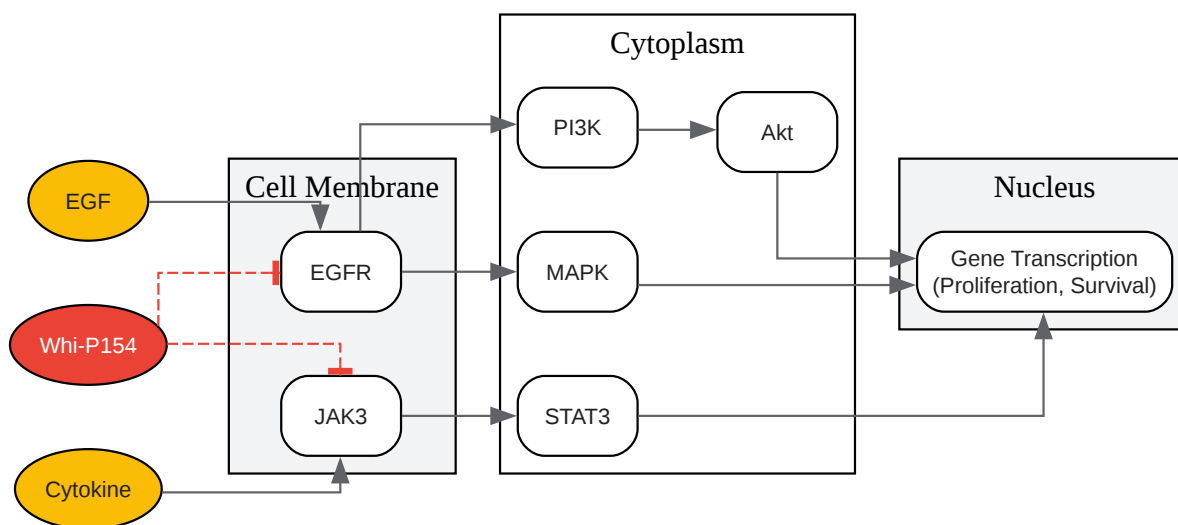 Cytoplasm
PI3K
Akt
Cell Membrane
Nucleus
EGF
EGFR
MAPK
Gene Transcription
(Proliferation, Survival)
Whi-P154
JAK3
STAT3
Cytokine